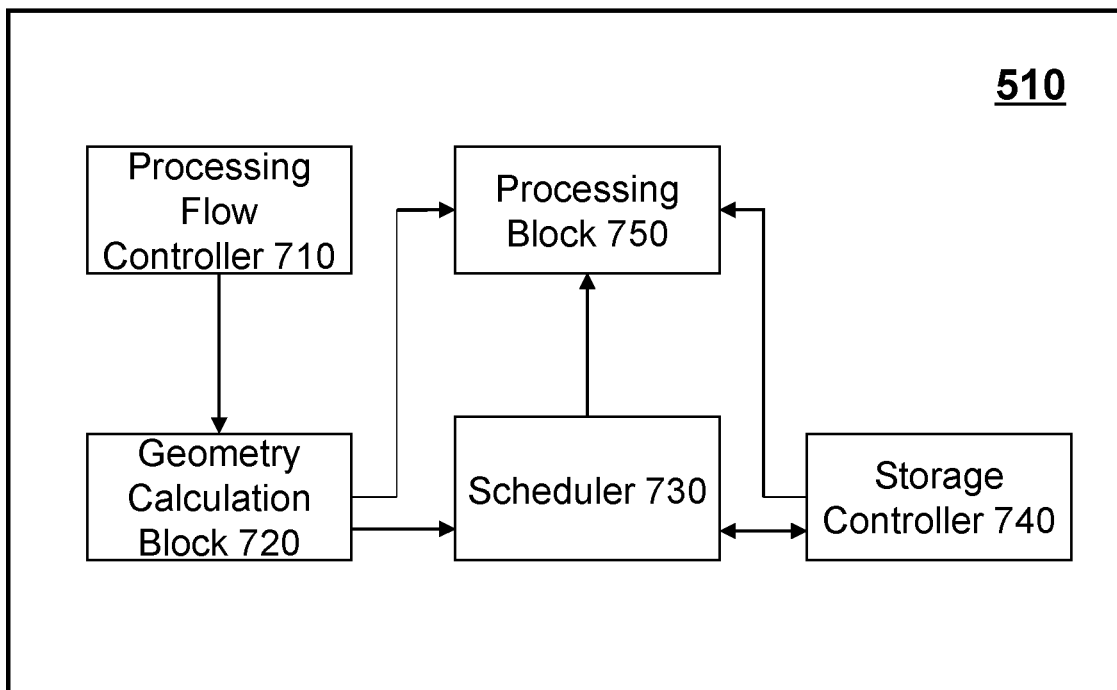 510
Processing
Flow
Controller 710
Processing
Block 750
Geometry
Calculation
Block 720
Scheduler 730
Storage
Controller 740